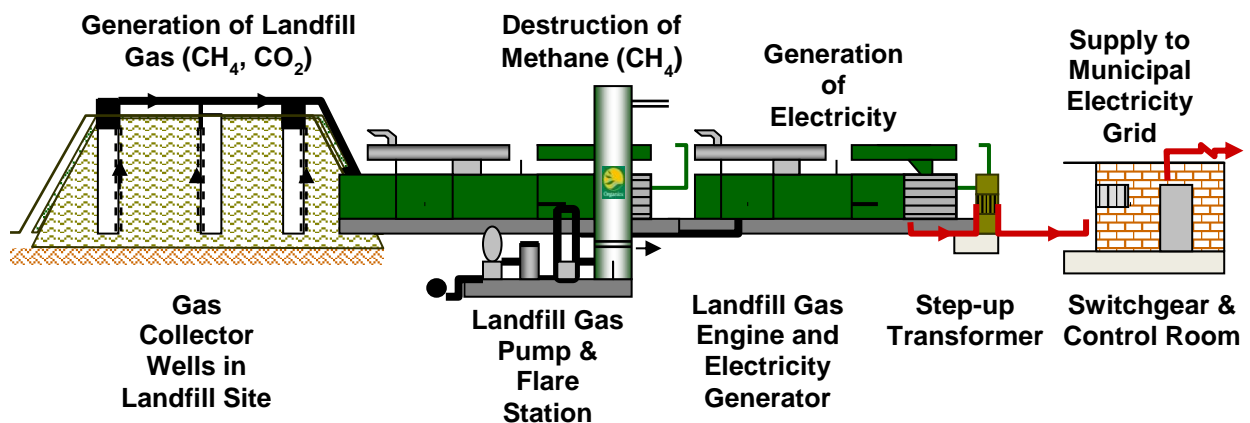 Generation of Landfill
Gas (CH₄, CO₂)
Destruction of
Methane (CH₄)
Generation
of
Electricity
Supply to
Municipal
Electricity
Grid
Organics
Gas
Collector
Wells in
Landfill Site
Landfill Gas
Pump &
Flare
Station
Landfill Gas
Engine and
Electricity
Generator
Step-up
Transformer
Switchgear &
Control Room